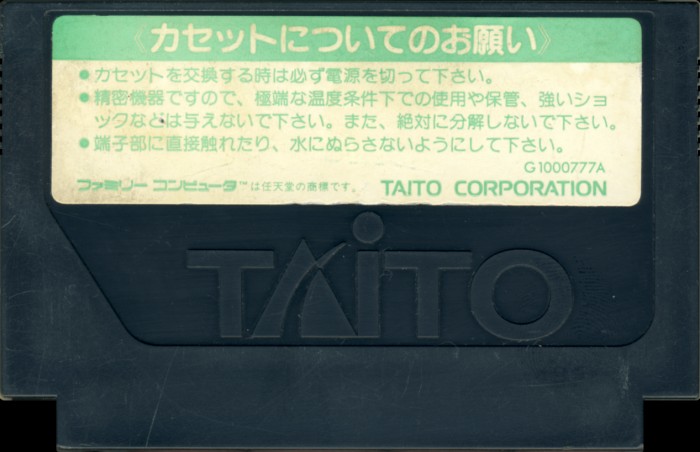 《カセットについてのお願い》
●カセットを交換する時は必ず電源を切って下さい。
●精密機器ですので、極端な温度条件下での使用や保管、強いショ
ックなどは与えないで下さい。また、絶対に分解しないで下さい。
●端子部に直接触れたり、水にぬらさないようにして下さい。
G1000777A
ファミリー コンピュータ™は任天堂の商標です。 TAITO CORPORATION
TAiTO